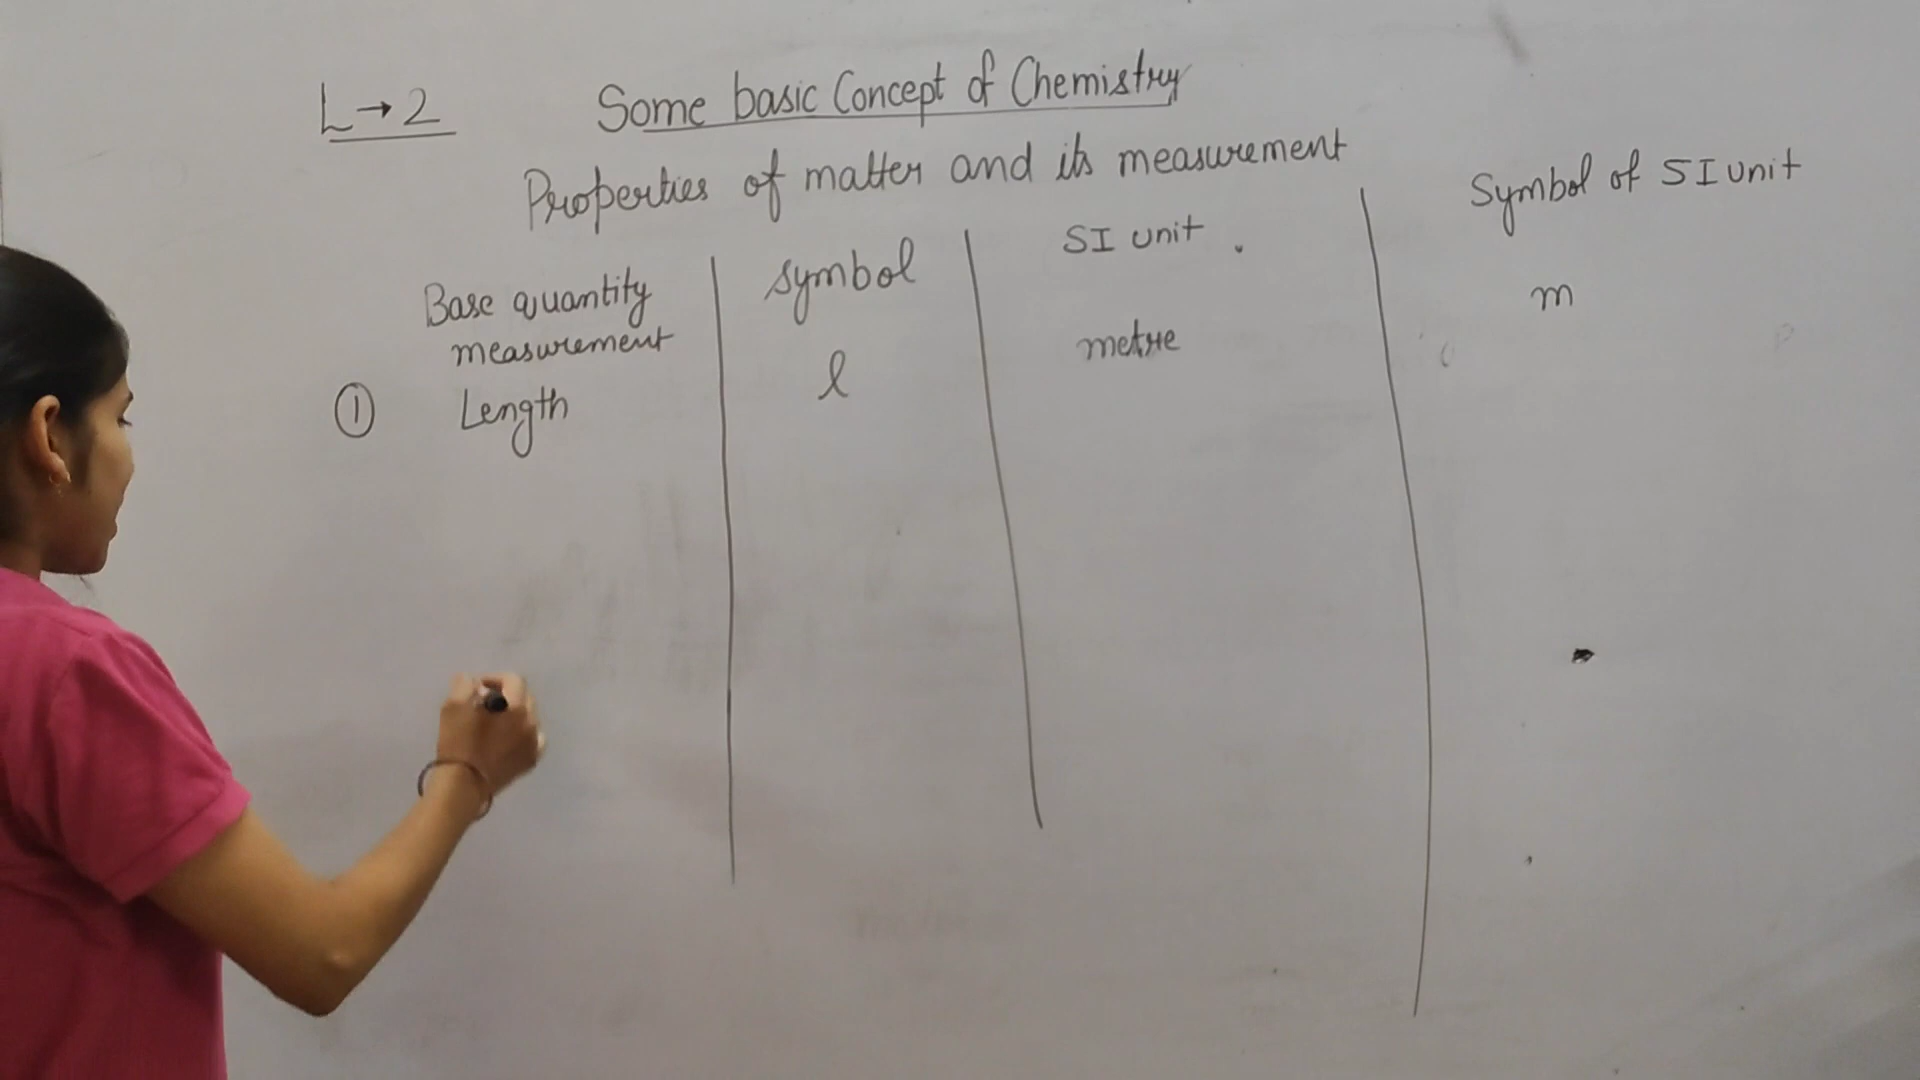 L→2 Some basic Concept of Chemistry
Properties of matter and its measurement
Base quantity measurement
symbol
SI unit .
Symbol of SI unit
① Length
l
metre
m